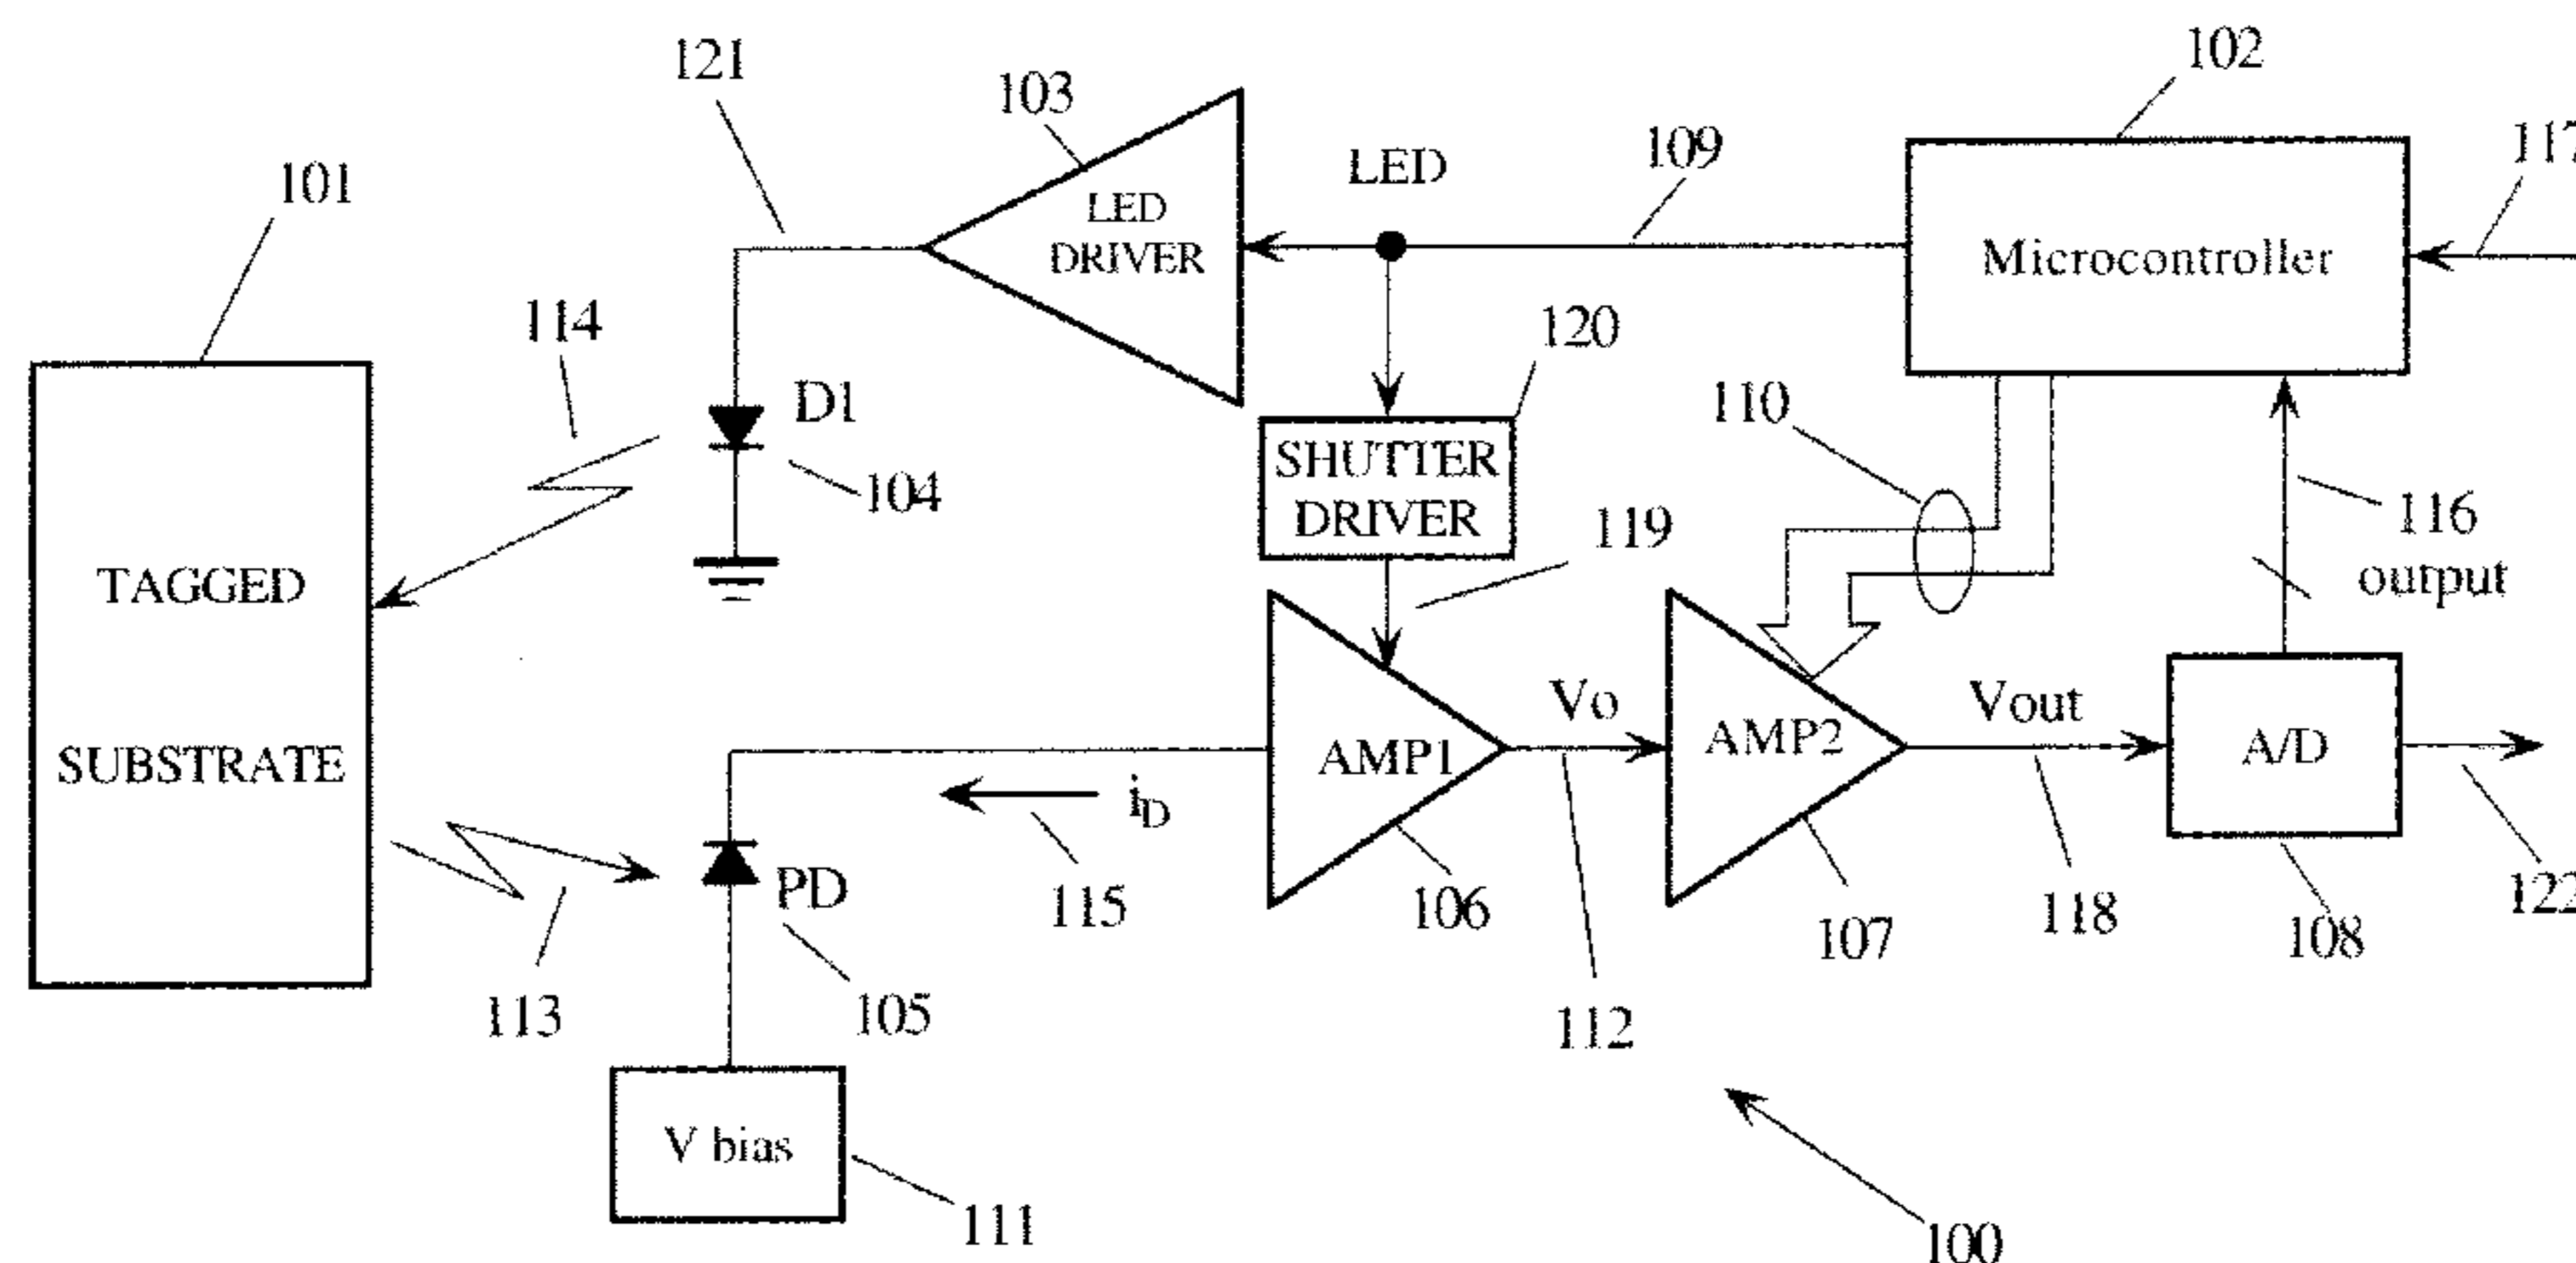 121
103
102
101
LED
109
117
LED
DRIVER
Microcontroller
114
120
D1
110
104
SHUTTER
DRIVER
119
116
output
TAGGED
SUBSTRATE
AMP1
Vo
AMP2
Vout
A/D
iD
PD
115
106
107
118
108
122
113
105
112
V bias
111
100